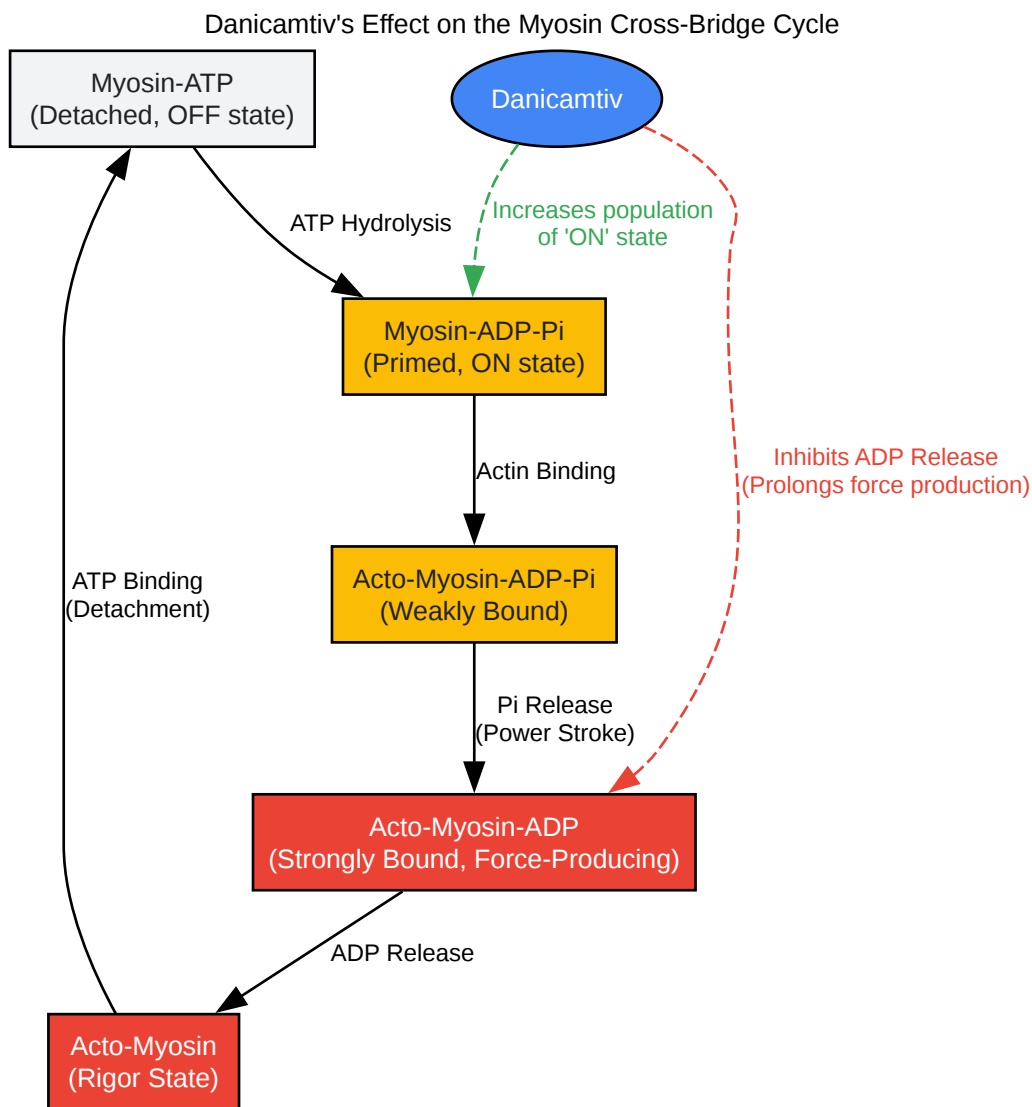 Danicamtiv's Effect on the Myosin Cross-Bridge Cycle
Myosin-ATP
(Detached, OFF state)
Danicamtiv
ATP Hydrolysis
Increases population
of 'ON' state
Myosin-ADP-Pi
(Primed, ON state)
Actin Binding
Inhibits ADP Release
(Prolongs force production)
ATP Binding
(Detachment)
Acto-Myosin-ADP-Pi
(Weakly Bound)
Pi Release
(Power Stroke)
Acto-Myosin-ADP
(Strongly Bound, Force-Producing)
ADP Release
Acto-Myosin
(Rigor State)